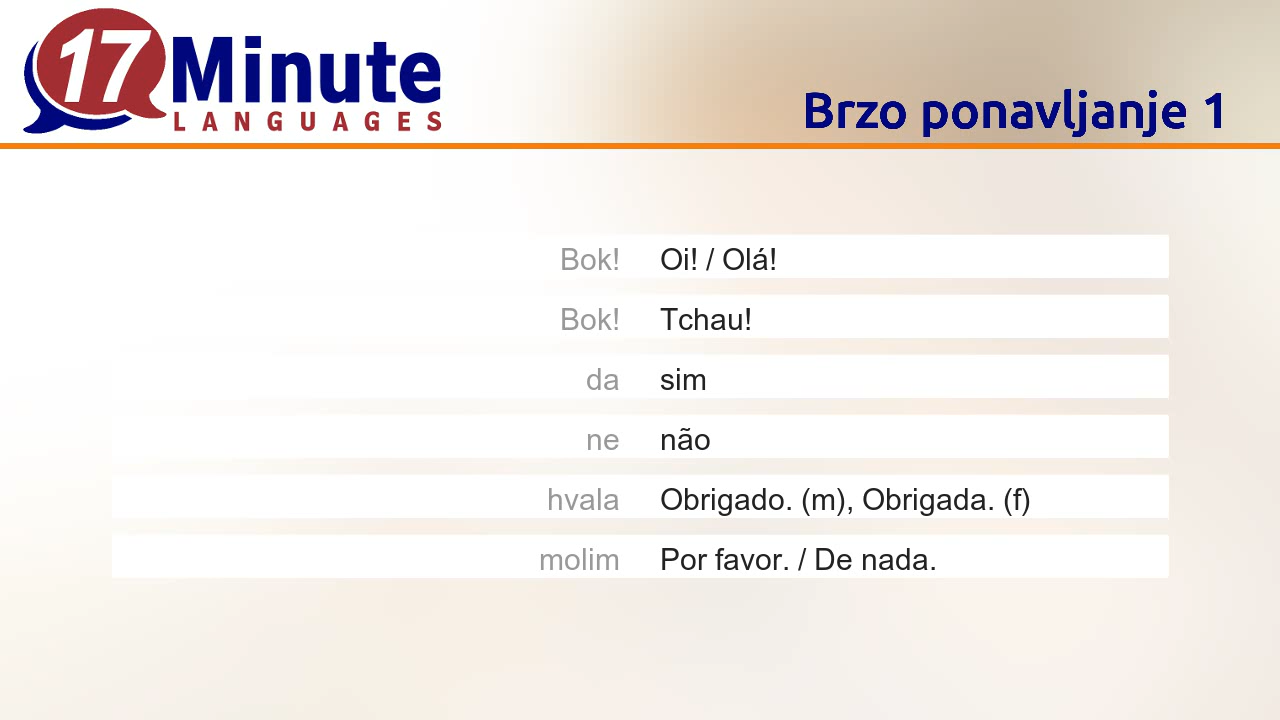 17 Minute
LANGUAGES
Brzo ponavljanje 1
Bok! Oi! / Olá!
Bok! Tchau!
da sim
ne não
hvala Obrigado. (m), Obrigada. (f)
molim Por favor. / De nada.